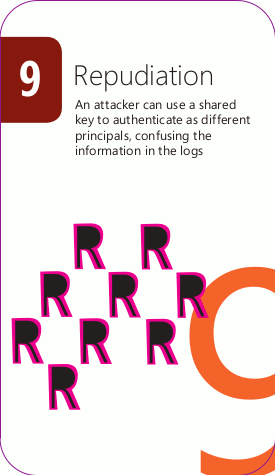 9
Repudiation
An attacker can use a shared
key to authenticate as different
principals, confusing the
information in the logs
R R
R R R
R R R
R
9